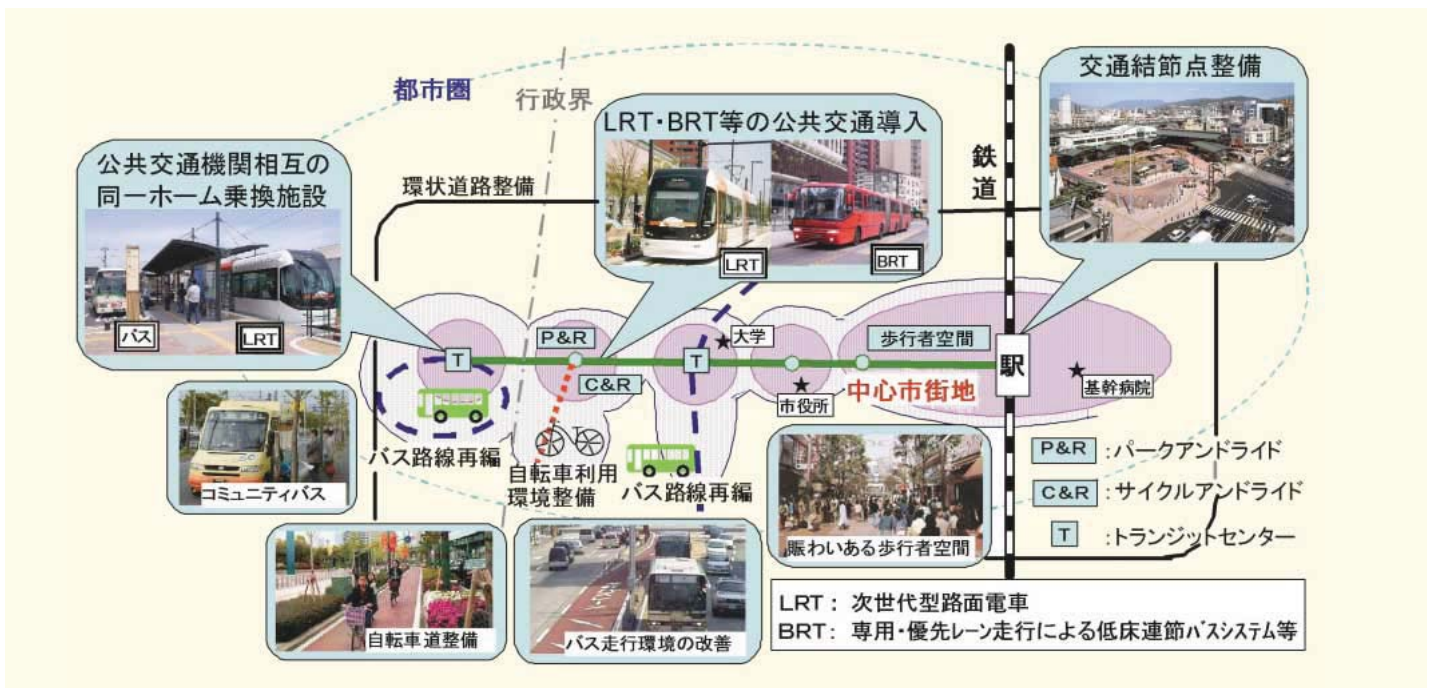 都市圏
行政界
交通結節点整備
LRT・BRT等の公共交通導入
LRT
BRT
鉄道
公共交通機関相互の
同一ホーム乗換施設
バス
LRT
環状道路整備
P&R
T
C&R
T
大学
歩行者空間
駅
市役所
中心市街地
基幹病院
バス路線再編
自転車利用
環境整備
バス路線再編
コミュニティバス
賑わいある歩行者空間
自転車道整備
バス走行環境の改善
P&R :パークアンドライド
C&R :サイクルアンドライド
T :トランジットセンター
LRT: 次世代型路面電車
BRT: 専用・優先レーン走行による低床連節バスシステム等